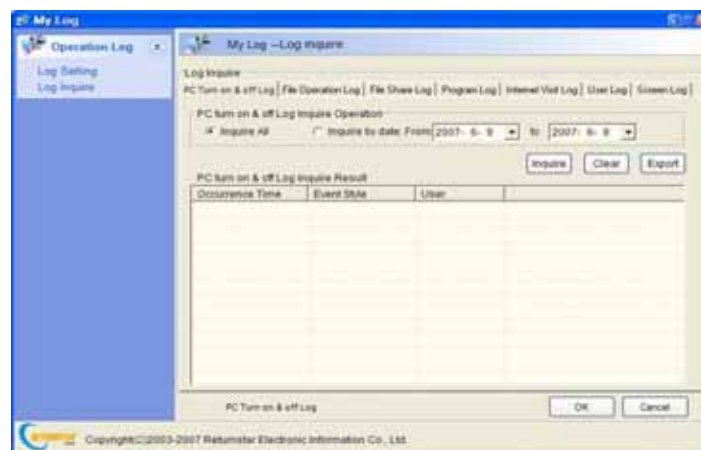 My Log
Operation Log
Log Setting
Log Inquire
My Log --Log Inquire
Log Inquire
PC Turn on & off Log File Operation Log File Share Log Program Log Internet Visit Log User Log Screen Log
PC turn on & off Log Inquire Operation
Inquire All Inquire by date: From 2007- 6- 8 to 2007- 6- 8
Inquire Clear Export
PC turn on & off Log Inquire Result
Occurrence Time Event Style User
PC Turn on & off Log
OK Cancel
Copyright(C)2003-2007 Returnstar Electronic Information Co., Ltd.